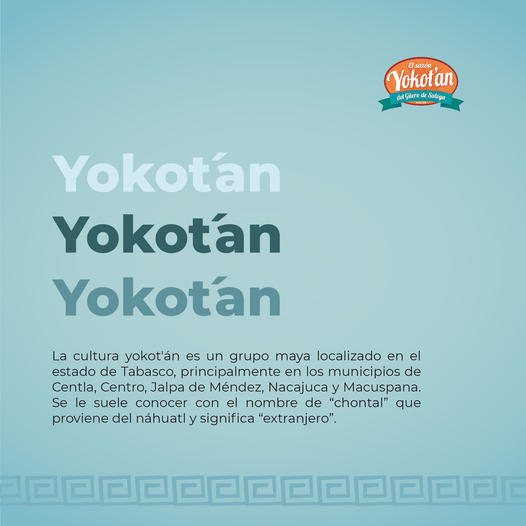 El sazón
Yokot'an
del Güero de Saloya
Yokot´an
Yokot´an
Yokot´an
La cultura yokot'án es un grupo maya localizado en el
estado de Tabasco, principalmente en los municipios de
Centla, Centro, Jalpa de Méndez, Nacajuca y Macuspana.
Se le suele conocer con el nombre de “chontal” que
proviene del náhuatl y significa “extranjero”.